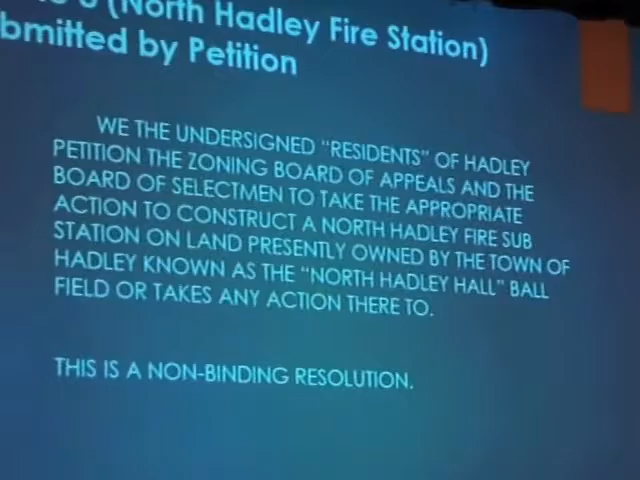 (North Hadley Fire Station)
bmitted by Petition
WE THE UNDERSIGNED "RESIDENTS" OF HADLEY
PETITION THE ZONING BOARD OF APPEALS AND THE
BOARD OF SELECTMEN TO TAKE THE APPROPRIATE
ACTION TO CONSTRUCT A NORTH HADLEY FIRE SUB
STATION ON LAND PRESENTLY OWNED BY THE TOWN OF
HADLEY KNOWN AS THE "NORTH HADLEY HALL" BALL
FIELD OR TAKES ANY ACTION THERE TO.
THIS IS A NON-BINDING RESOLUTION.